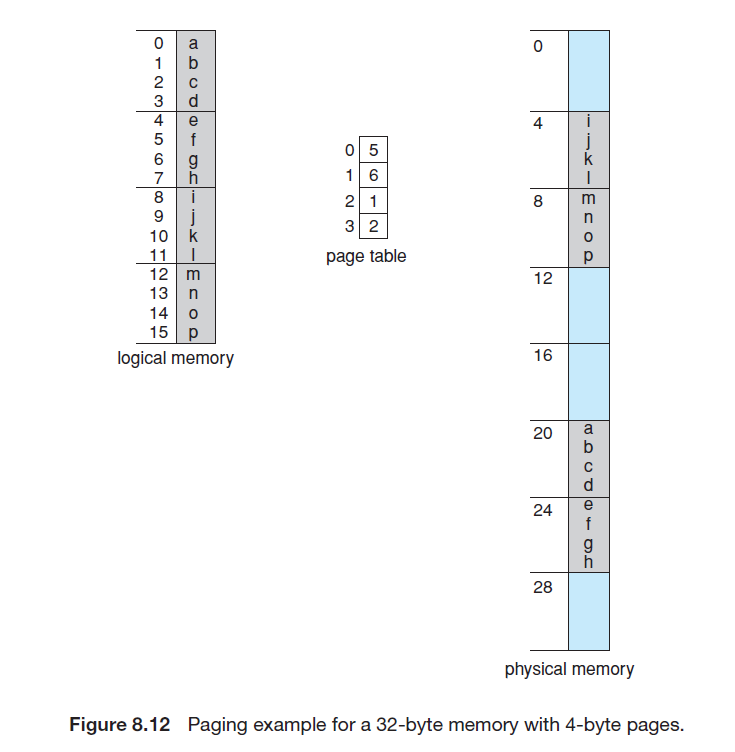 0 a
1 b
2 c
3 d
4 e
5 f
6 g
7 h
8 i
9 j
10 k
11 l
12 m
13 n
14 o
15 p
logical memory
0 5
1 6
2 1
3 2
page table
0
4 i
j
k
l
8 m
n
o
p
12
16
20 a
b
c
d
24 e
f
g
h
28
physical memory
Figure 8.12 Paging example for a 32-byte memory with 4-byte pages.